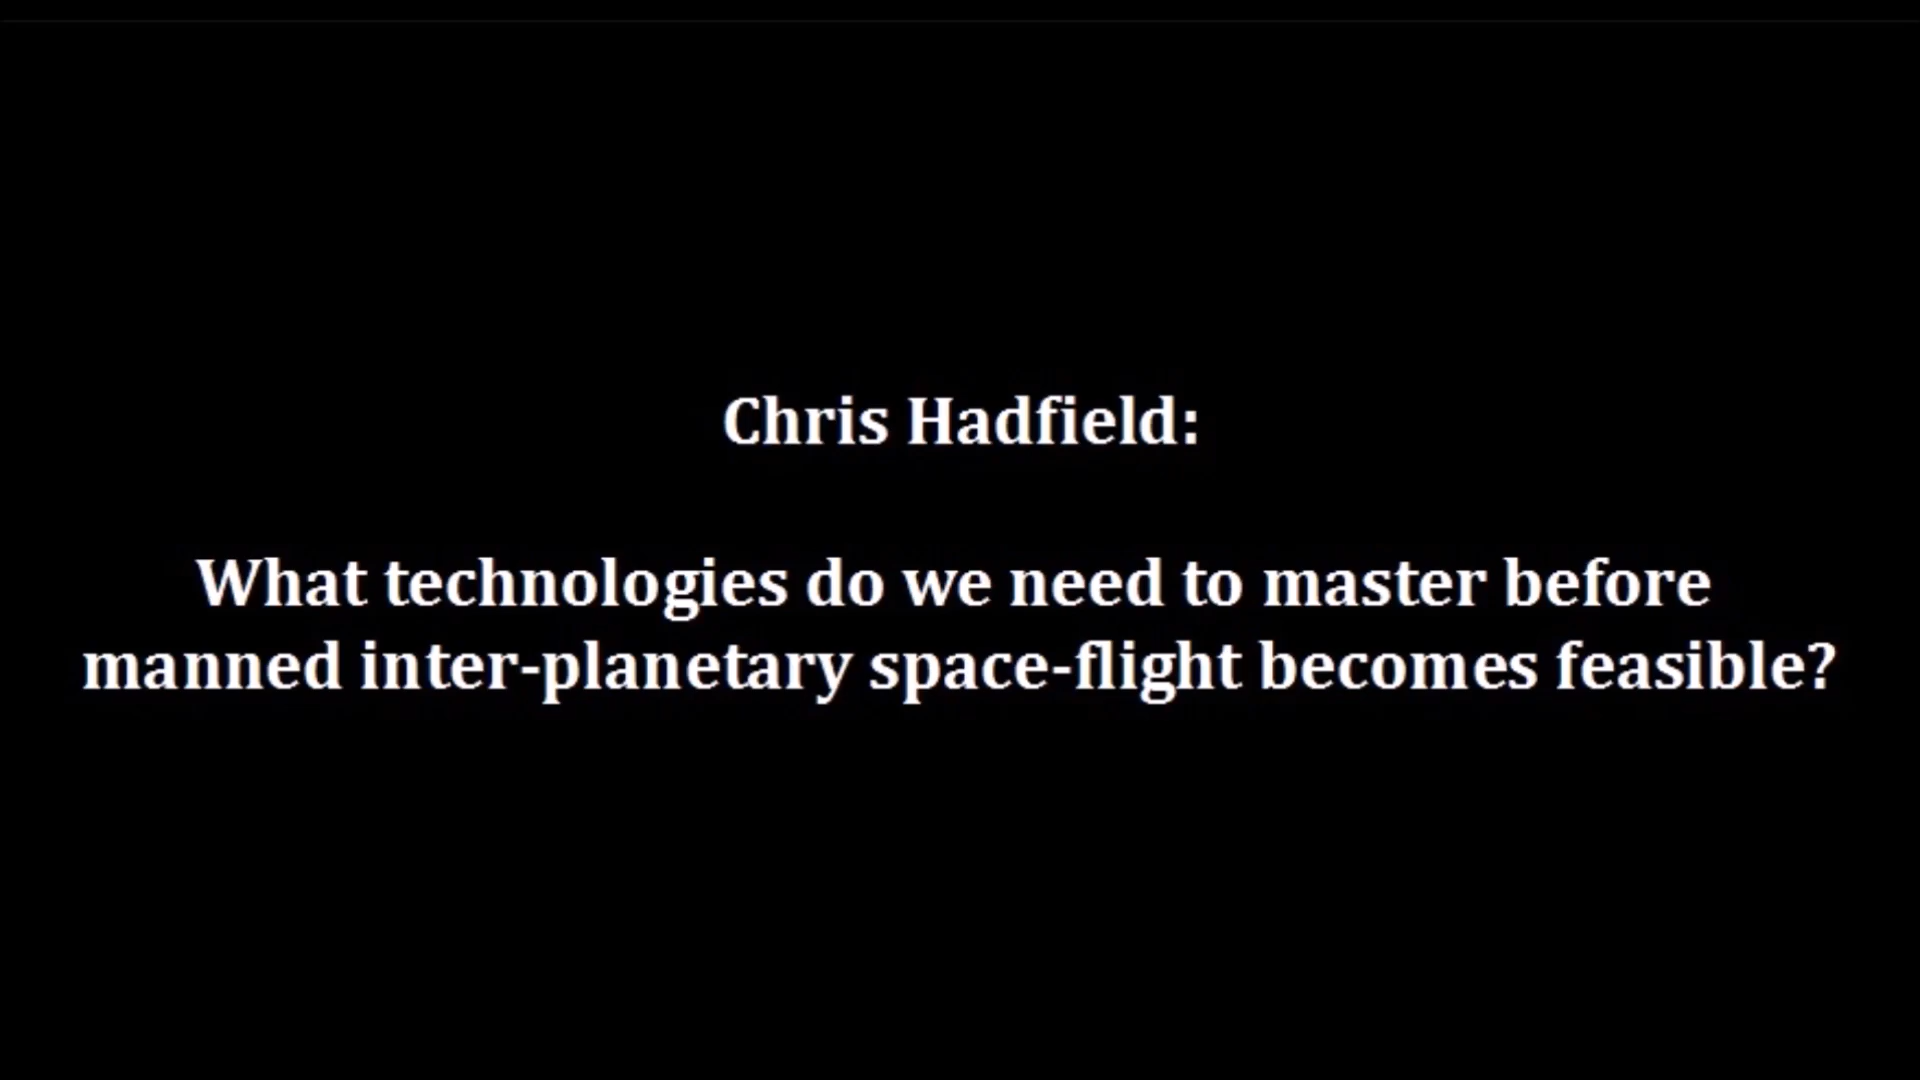 Chris Hadfield:
What technologies do we need to master before
manned inter-planetary space-flight becomes feasible?